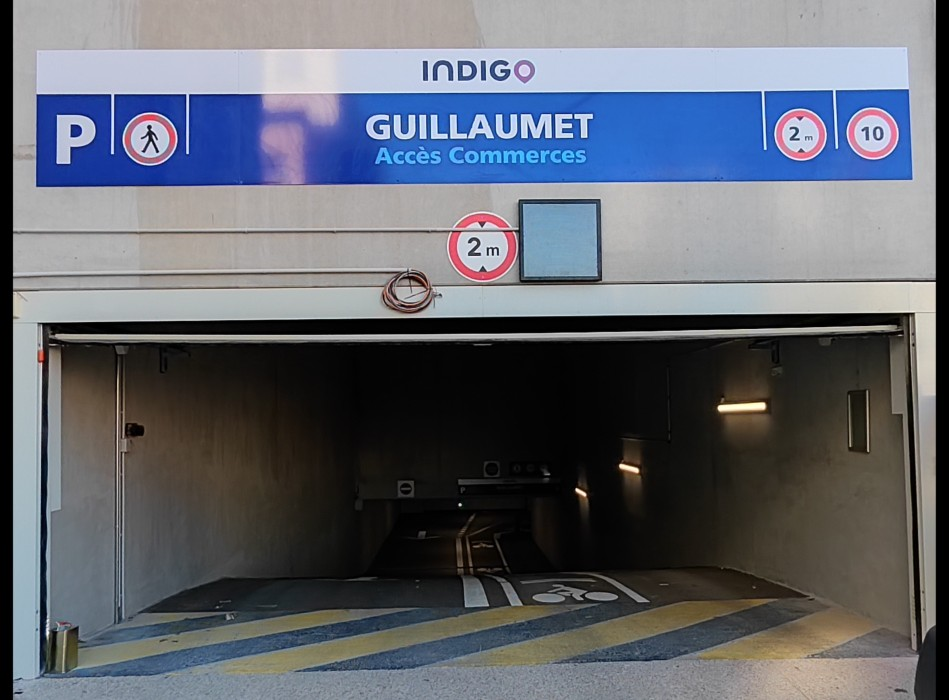 INDIGO
P
GUILLAUMET
Accès Commerces
2 m
10
2 m